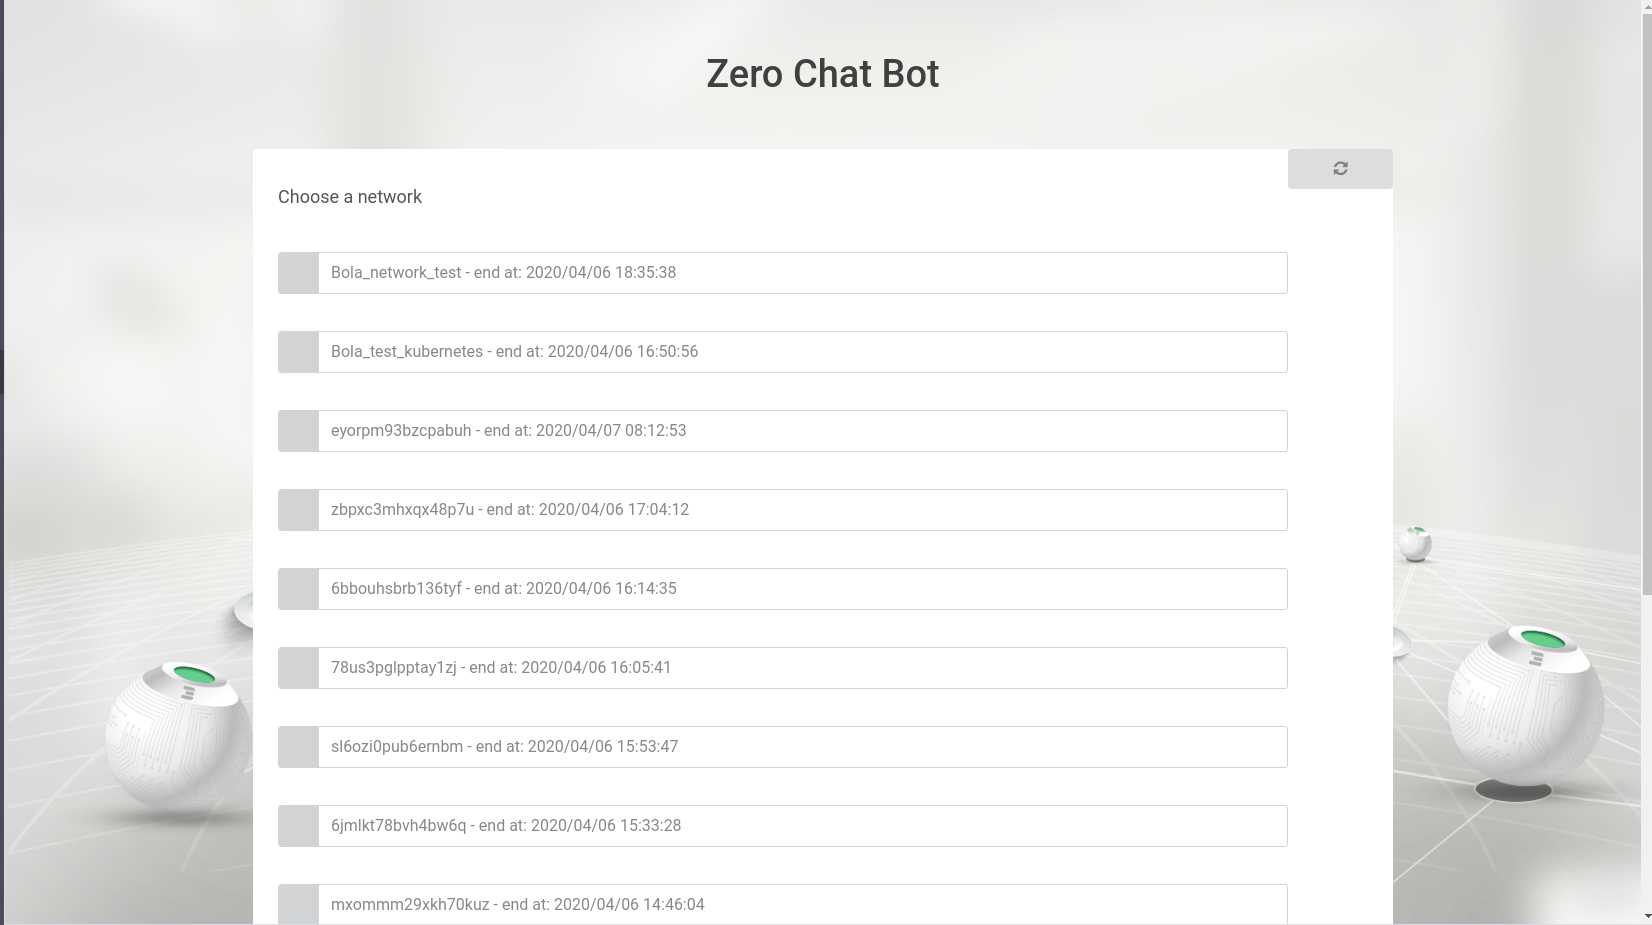 Zero Chat Bot
Choose a network
Bola_network_test - end at: 2020/04/06 18:35:38
Bola_test_kubernetes - end at: 2020/04/06 16:50:56
eyorpm93bzcpabuh - end at: 2020/04/07 08:12:53
zbpxc3mhxqx48p7u - end at: 2020/04/06 17:04:12
6bbouhsbrb136tyf - end at: 2020/04/06 16:14:35
78us3pglpptay1zj - end at: 2020/04/06 16:05:41
sl6ozi0pub6ernbm - end at: 2020/04/06 15:53:47
6jmlkt78bvh4bw6q - end at: 2020/04/06 15:33:28
mxommm29xkh70kuz - end at: 2020/04/06 14:46:04